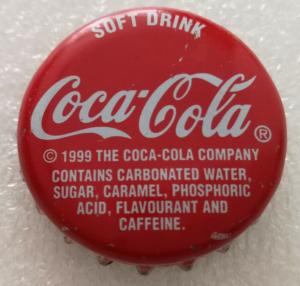 SOFT DRINK
Coca-Cola ®
© 1999 THE COCA-COLA COMPANY
CONTAINS CARBONATED WATER,
SUGAR, CARAMEL, PHOSPHORIC
ACID, FLAVOURANT AND
CAFFEINE.